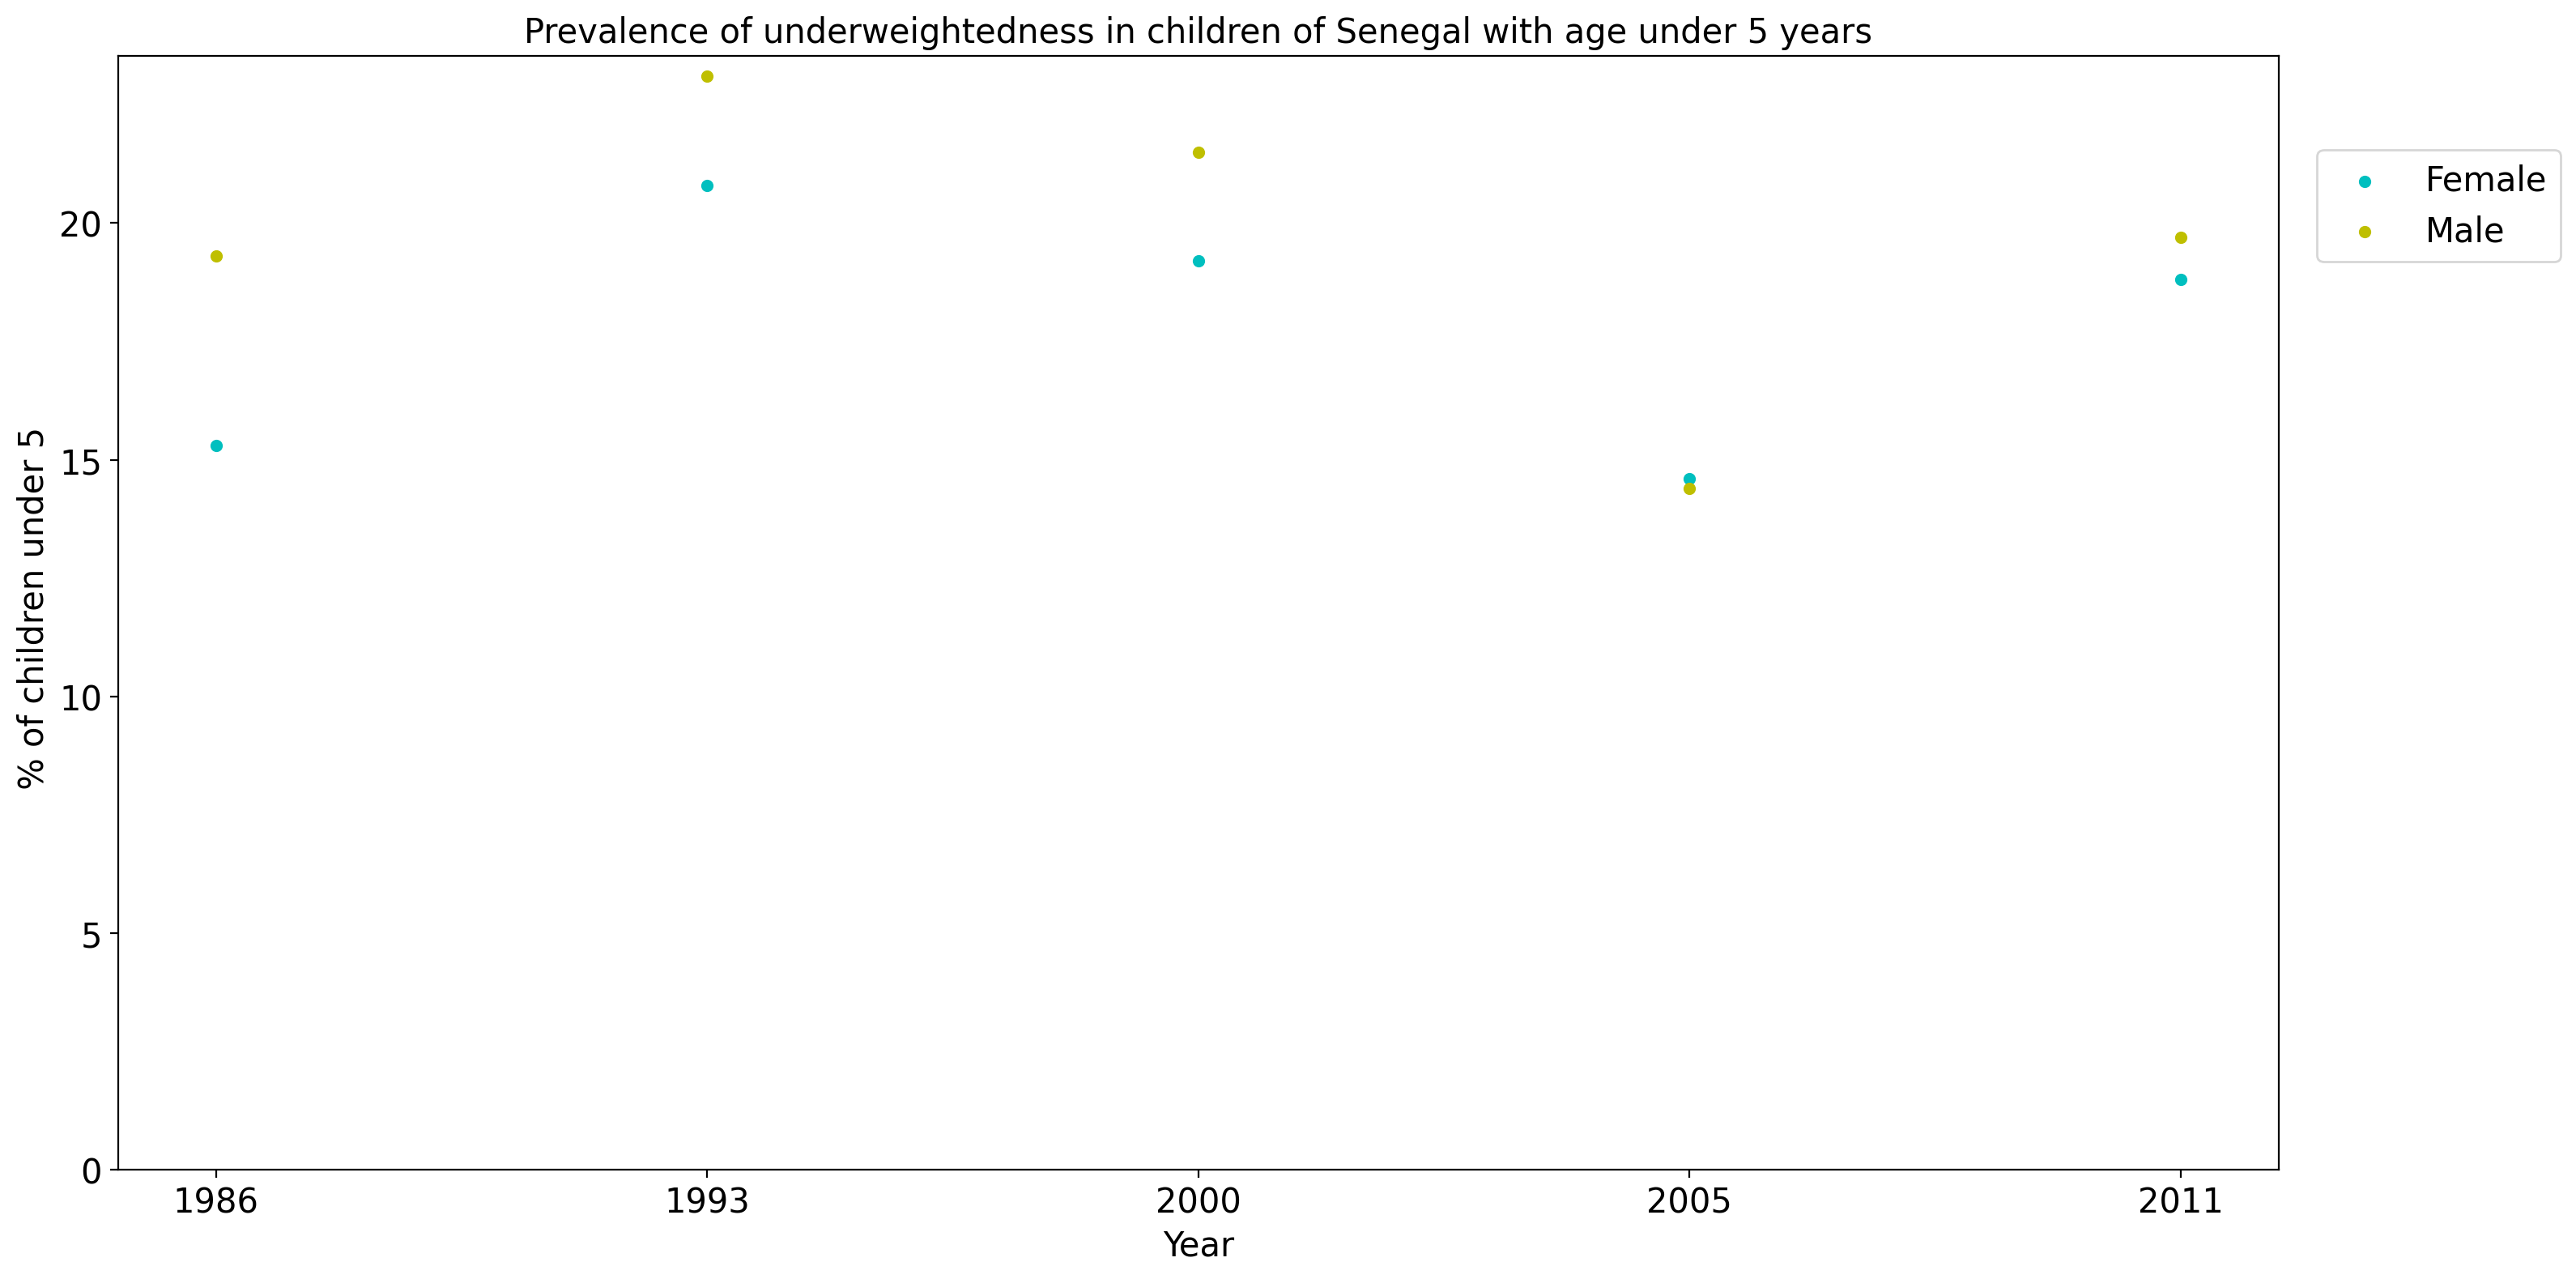 Prevalence of underweightedness in children of Senegal with age under 5 years
% of children under 5
20
15
10
5
0
1986 1993 2000 2005 2011
Year
Female
Male